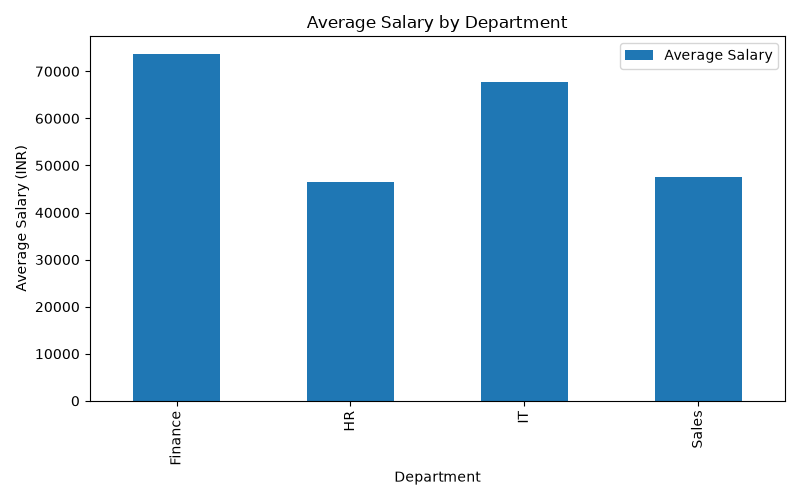 Average Salary by Department
Average Salary
Average Salary (INR)
70000
60000
50000
40000
30000
20000
10000
0
Finance
HR
IT
Sales
Department